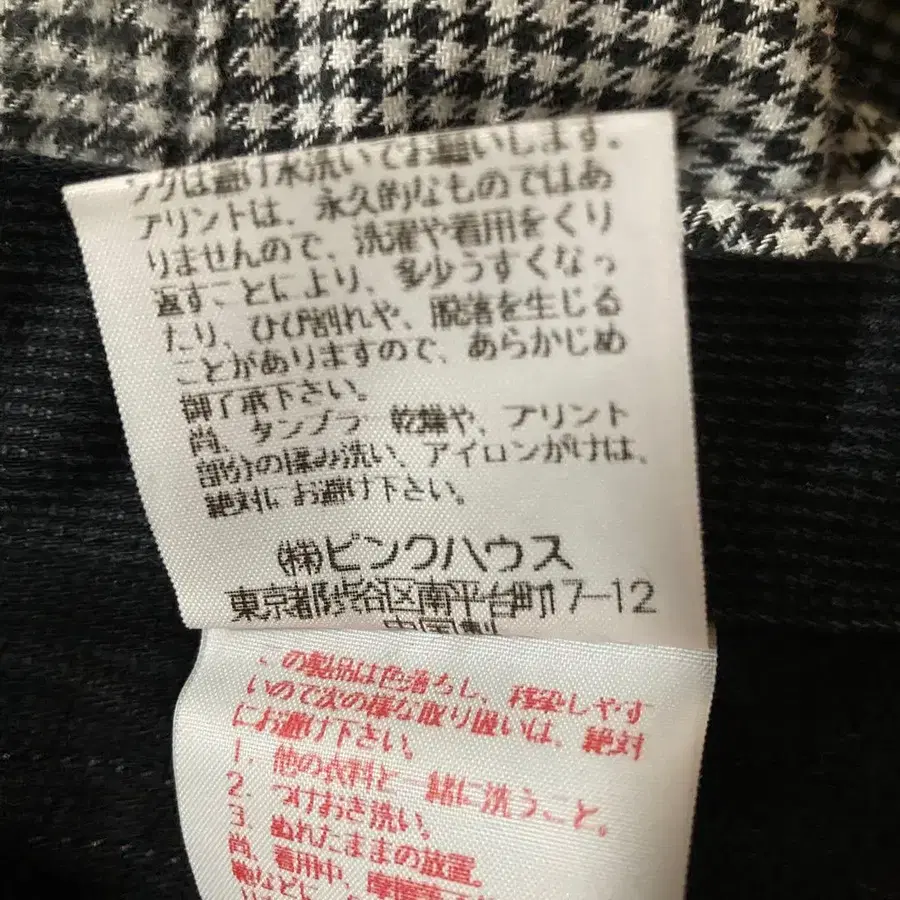 ングは避け水洗いでお願いします。
プリントは、永久的なものではあ
りませんので、洗濯や着用をくり
返すことにより、多少うすくなっ
たり、ひび割れや、脱落を生じる
ことがありますので、あらかじめ
御了承下さい。
尚、タンブラ 乾燥や、プリント
部分の揉み洗い、アイロンがけは、
絶対にお避け下さい。
(株)ピンクハウス
東京都渋谷区南平台町17-12
中国製
この製品は色落ちし、移染しやす
いので次の様な取り扱いは、絶対
にお避け下さい。
1. 他の衣料と一緒に洗うこと。
2. つけおき洗い。
3. ぬれたままの放置。
尚、着用中、摩擦
などに